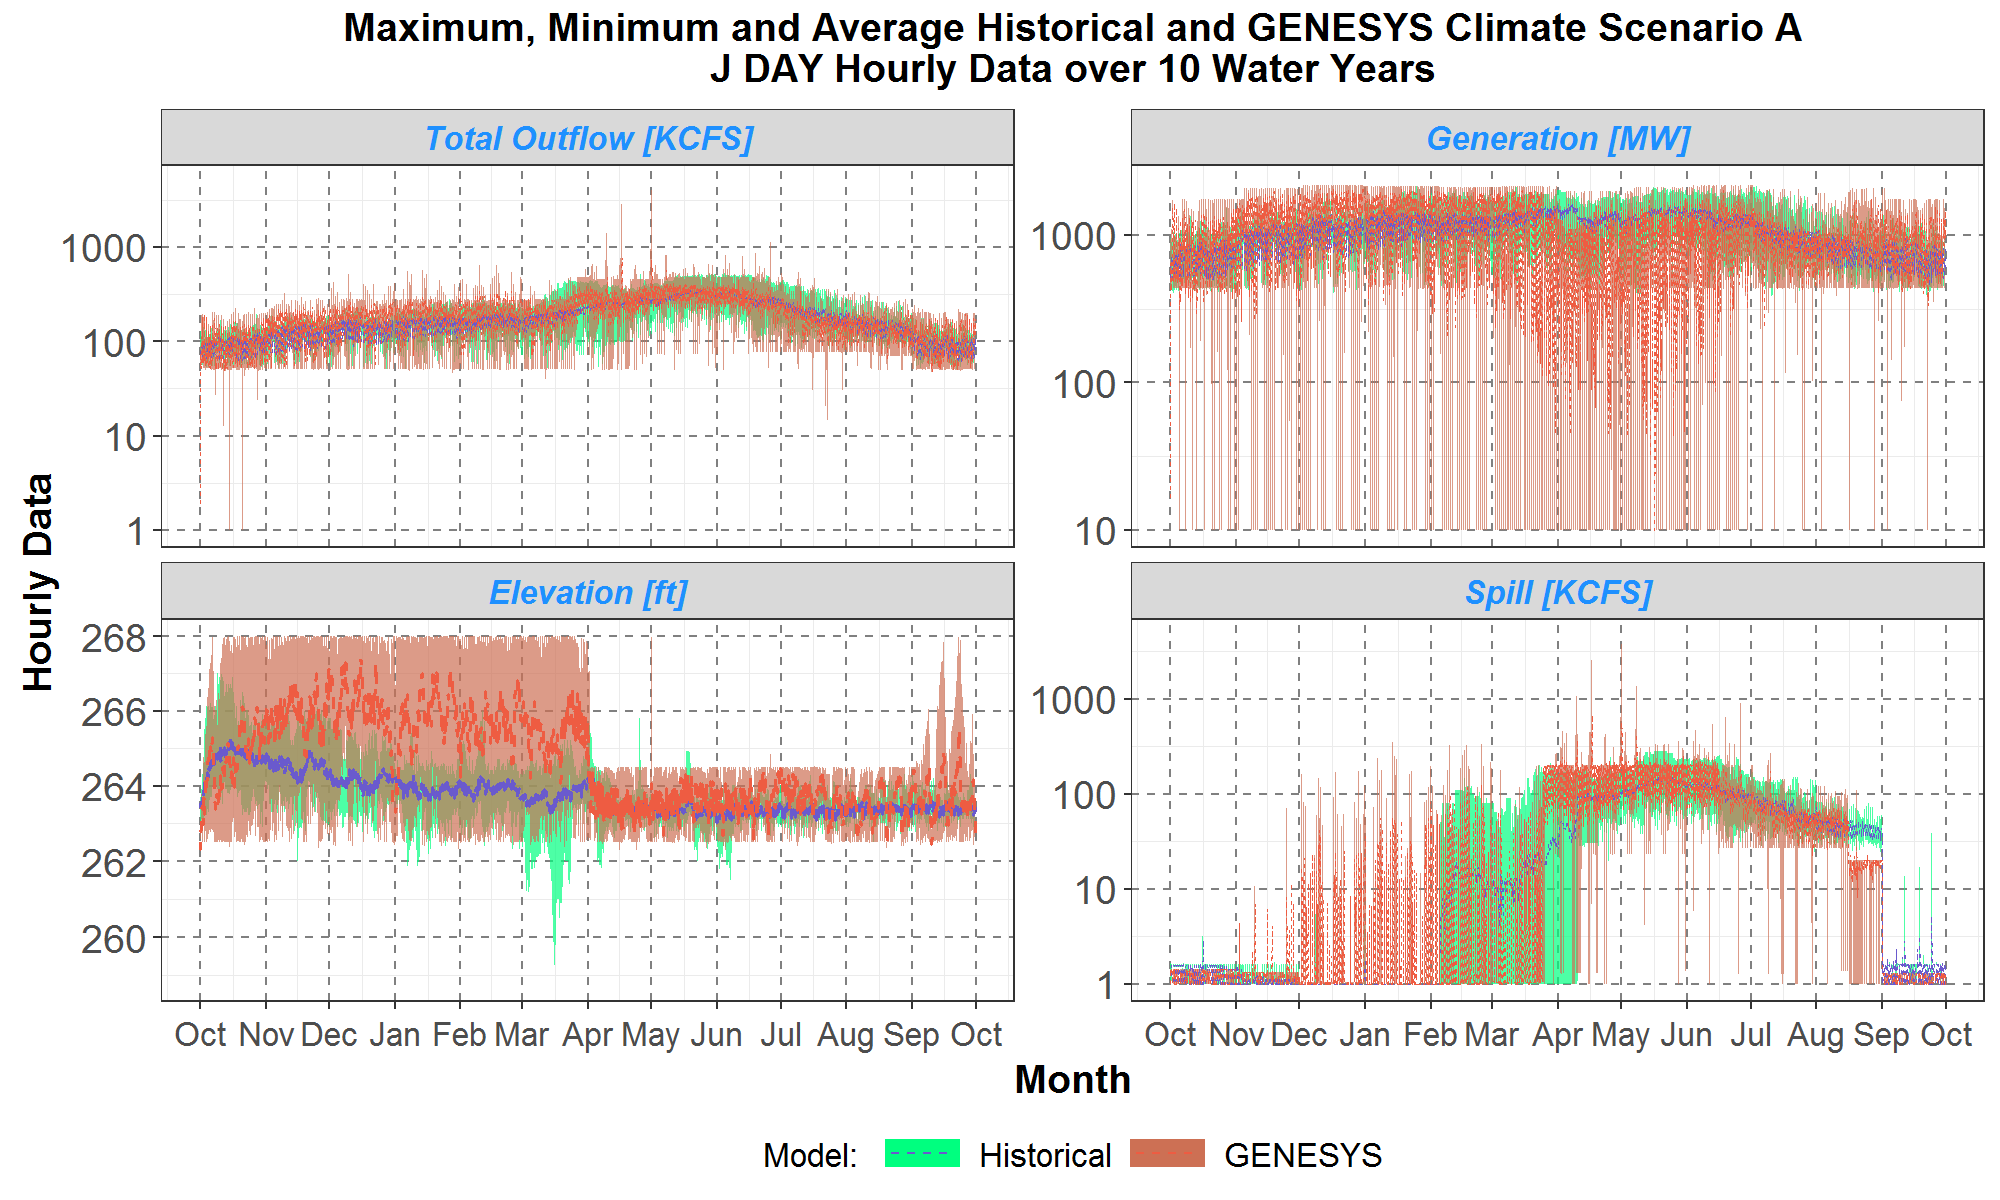 Maximum, Minimum and Average Historical and GENESYS Climate Scenario A
J DAY Hourly Data over 10 Water Years
Total Outflow [KCFS]
Generation [MW]
1000
100
10
1
1000
100
10
Hourly Data
Elevation [ft]
Spill [KCFS]
268
266
264
262
260
1000
100
10
1
Oct Nov Dec Jan Feb Mar Apr May Jun Jul Aug Sep Oct
Oct Nov Dec Jan Feb Mar Apr May Jun Jul Aug Sep Oct
Month
Model: Historical GENESYS